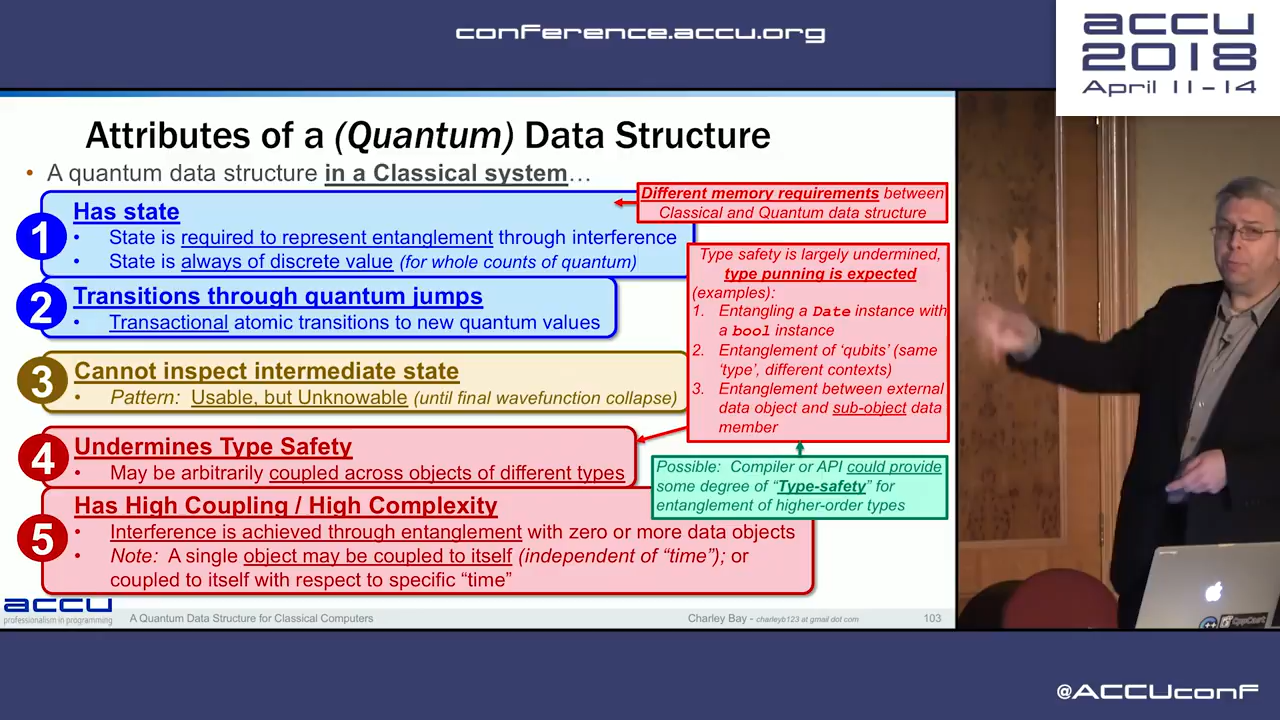 conference.accu.org
accu
2018
April 11-14
Attributes of a (Quantum) Data Structure
• A quantum data structure in a Classical system…
Different memory requirements between
Classical and Quantum data structure
1
Has state
• State is required to represent entanglement through interference
• State is always of discrete value (for whole counts of quantum)
2
Transitions through quantum jumps
• Transactional atomic transitions to new quantum values
3
Cannot inspect intermediate state
• Pattern: Usable, but Unknowable (until final wavefunction collapse)
Type safety is largely undermined,
type punning is expected
(examples):
1. Entangling a Date instance with
a bool instance
2. Entanglement of ‘qubits’ (same
‘type’, different contexts)
3. Entanglement between external
data object and sub-object data
member
4
Undermines Type Safety
• May be arbitrarily coupled across objects of different types
Possible: Compiler or API could provide
some degree of “Type-safety” for
entanglement of higher-order types
5
Has High Coupling / High Complexity
• Interference is achieved through entanglement with zero or more data objects
• Note: A single object may be coupled to itself (independent of “time”); or
coupled to itself with respect to specific “time”
accu
professionalism in programming
A Quantum Data Structure for Classical Computers
Charley Bay - charleyb123 at gmail dot com
103
CppCast
@ACCUconf